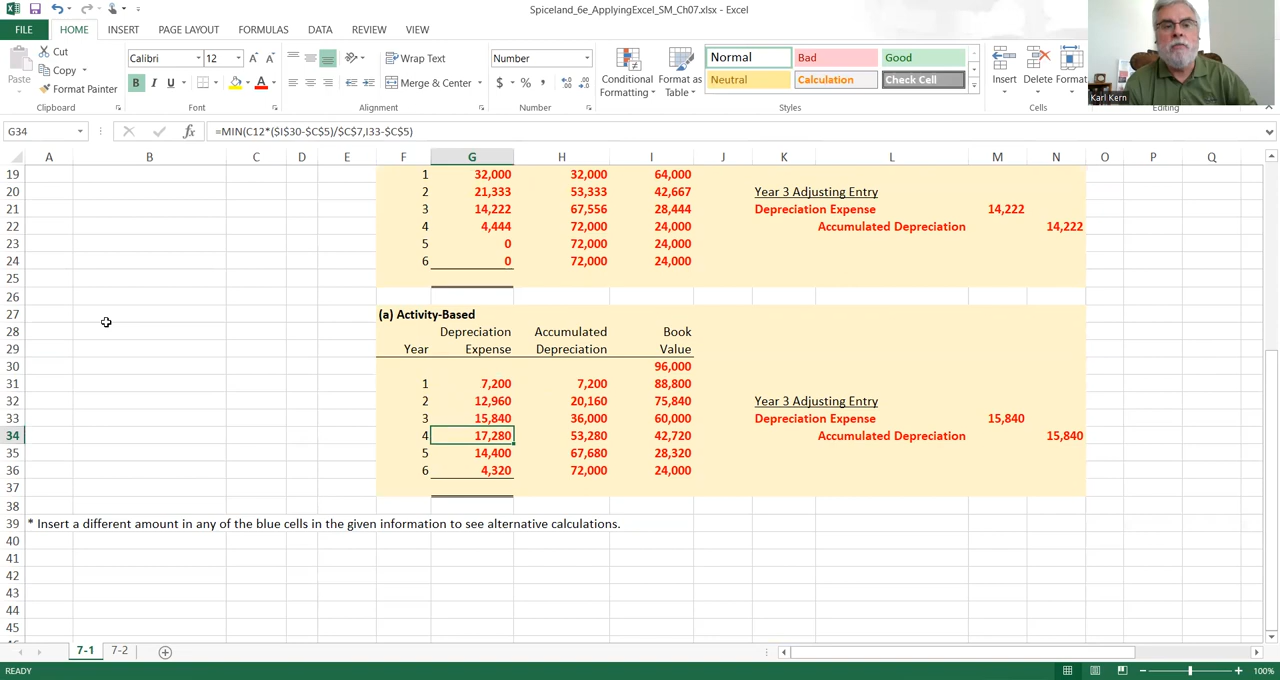 Spiceland_6e_ApplyingExcel_SM_Ch07.xlsx - Excel
FILE HOME INSERT PAGE LAYOUT FORMULAS DATA REVIEW VIEW
Paste
Cut
Copy
Format Painter
Calibri 12
B I U
Wrap Text
Merge & Center
Number
$ % ,
Conditional Formatting
Format as Table
Normal Bad Good
Neutral Calculation Check Cell
Insert Delete Format
Karl Kern
Clipboard Font Alignment Number Styles Cells Editing
G34 fx =MIN(C12*($I$30-$C$5)/$C$7,I33-$C$5)
A B C D E F G H I J K L M N O P Q
19 1 32,000 32,000 64,000
20 2 21,333 53,333 42,667 Year 3 Adjusting Entry
21 3 14,222 67,556 28,444 Depreciation Expense 14,222
22 4 4,444 72,000 24,000 Accumulated Depreciation 14,222
23 5 0 72,000 24,000
24 6 0 72,000 24,000
25
26
27 (a) Activity-Based
28 Depreciation Accumulated Book
29 Year Expense Depreciation Value
30 96,000
31 1 7,200 7,200 88,800
32 2 12,960 20,160 75,840 Year 3 Adjusting Entry
33 3 15,840 36,000 60,000 Depreciation Expense 15,840
34 4 17,280 53,280 42,720 Accumulated Depreciation 15,840
35 5 14,400 67,680 28,320
36 6 4,320 72,000 24,000
37
38
39 * Insert a different amount in any of the blue cells in the given information to see alternative calculations.
40
41
42
43
44
45
7-1 7-2
READY 100%